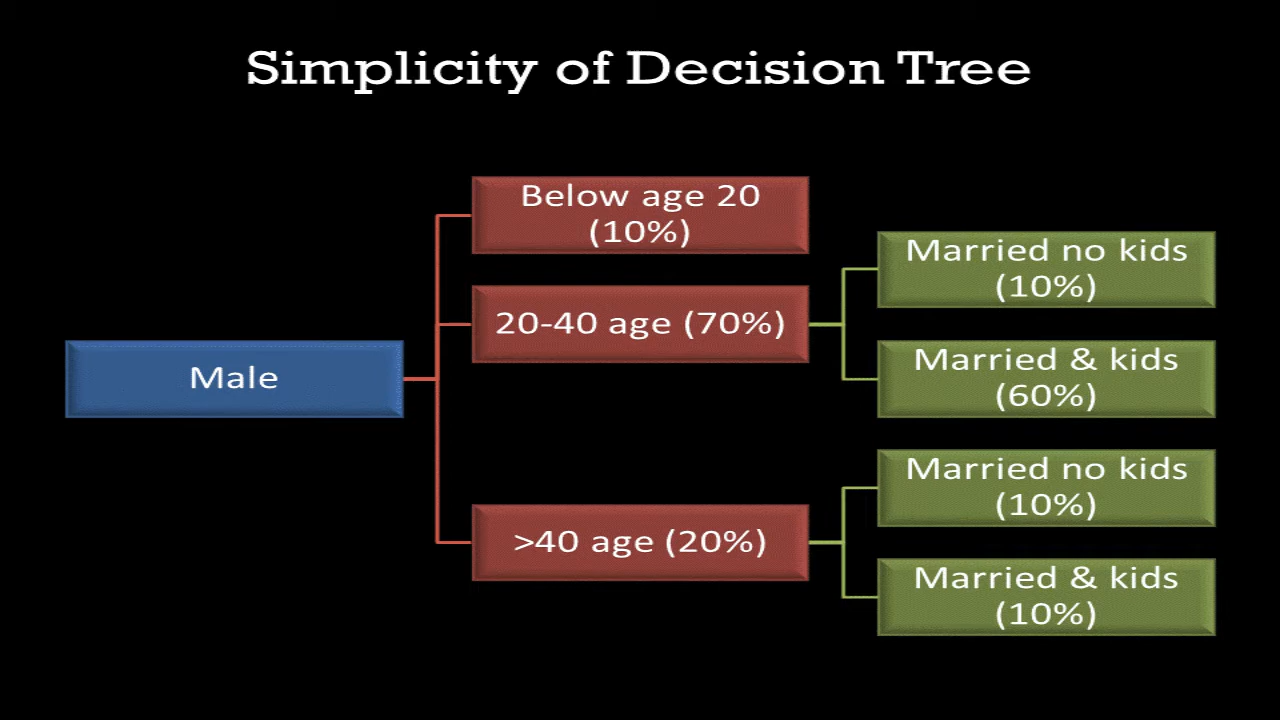 Simplicity of Decision Tree
Below age 20
(10%)
Married no kids
(10%)
20-40 age (70%)
Married & kids
(60%)
Male
Married no kids
(10%)
>40 age (20%)
Married & kids
(10%)